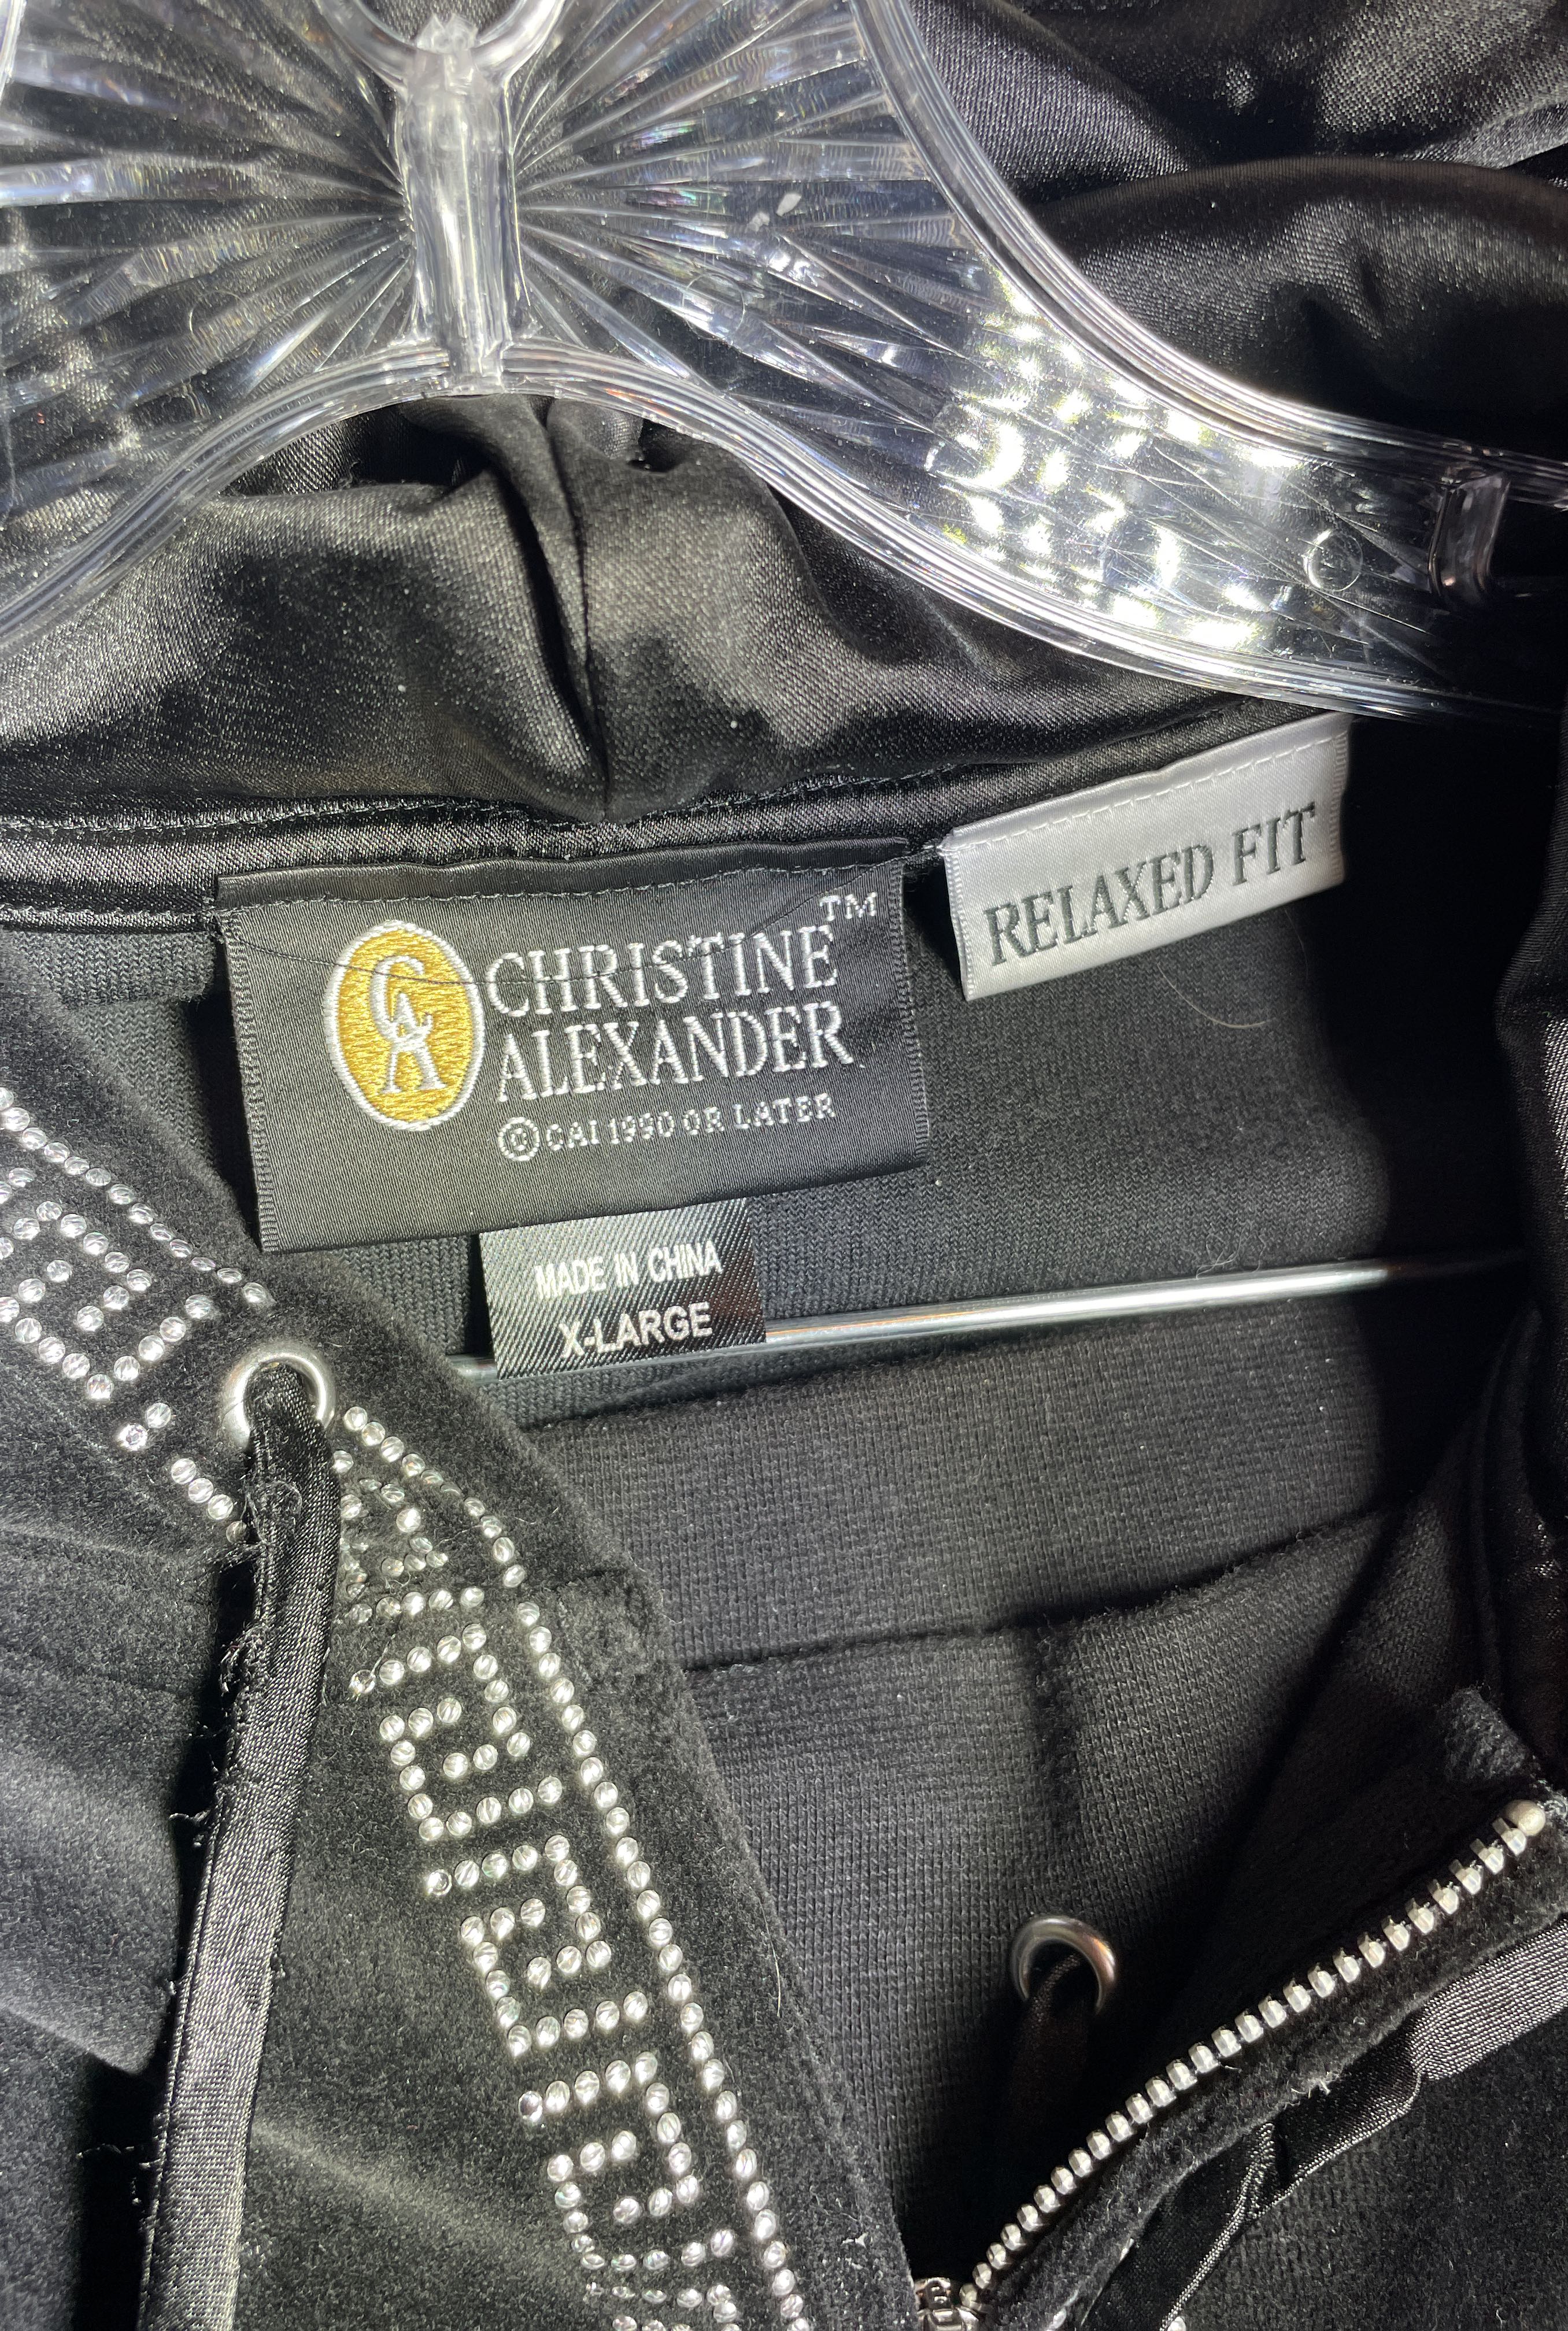 CA
CHRISTINE™
ALEXANDER
©CAI 1990 OR LATER
RELAXED FIT
MADE IN CHINA
X-LARGE